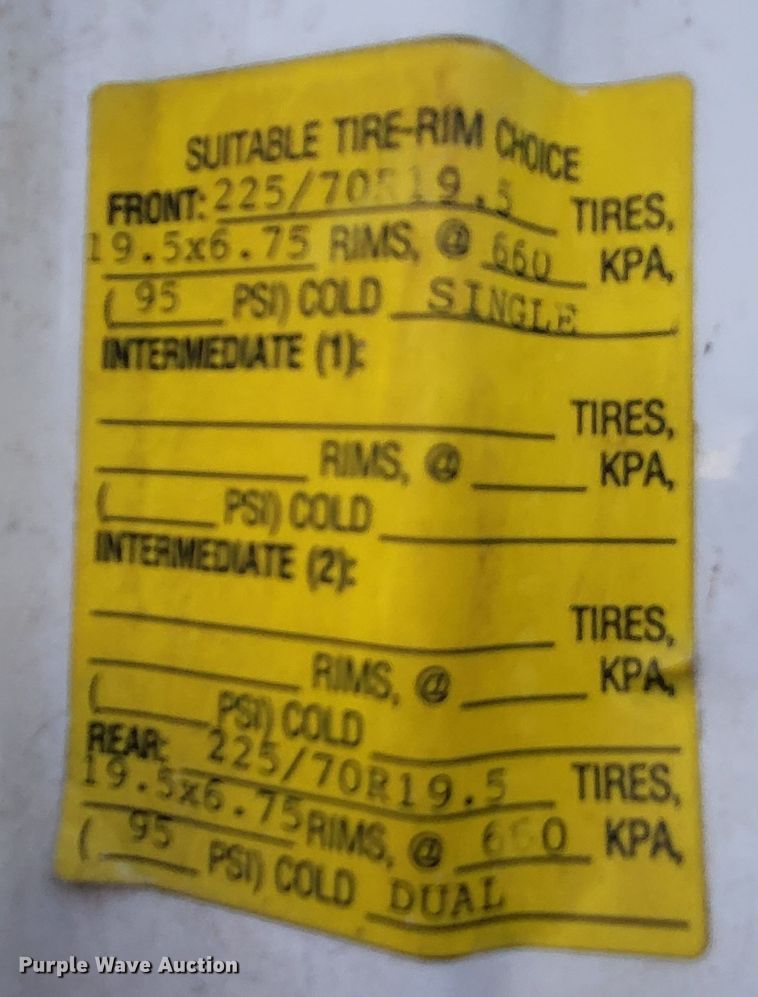 SUITABLE TIRE-RIM CHOICE
FRONT: 225/70R19.5 TIRES,
19.5x6.75 RIMS, @ 660 KPA,
( 95 PSI) COLD SINGLE
INTERMEDIATE (1):
TIRES,
RIMS, @ KPA,
( PSI) COLD
INTERMEDIATE (2):
TIRES,
RIMS, @ KPA,
( PSI) COLD
REAR: 225/70R19.5 TIRES,
19.5x6.75 RIMS, @ 660 KPA,
( 95 PSI) COLD DUAL
Purple Wave Auction